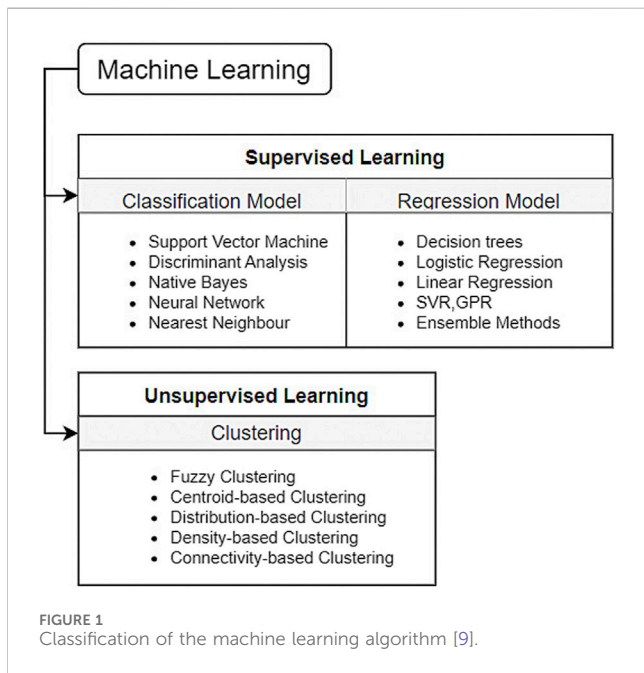 Machine Learning
Supervised Learning
Classification Model
Regression Model
• Support Vector Machine
• Discriminant Analysis
• Native Bayes
• Neural Network
• Nearest Neighbour
• Decision trees
• Logistic Regression
• Linear Regression
• SVR,GPR
• Ensemble Methods
Unsupervised Learning
Clustering
• Fuzzy Clustering
• Centroid-based Clustering
• Distribution-based Clustering
• Density-based Clustering
• Connectivity-based Clustering
FIGURE 1
Classification of the machine learning algorithm [9].